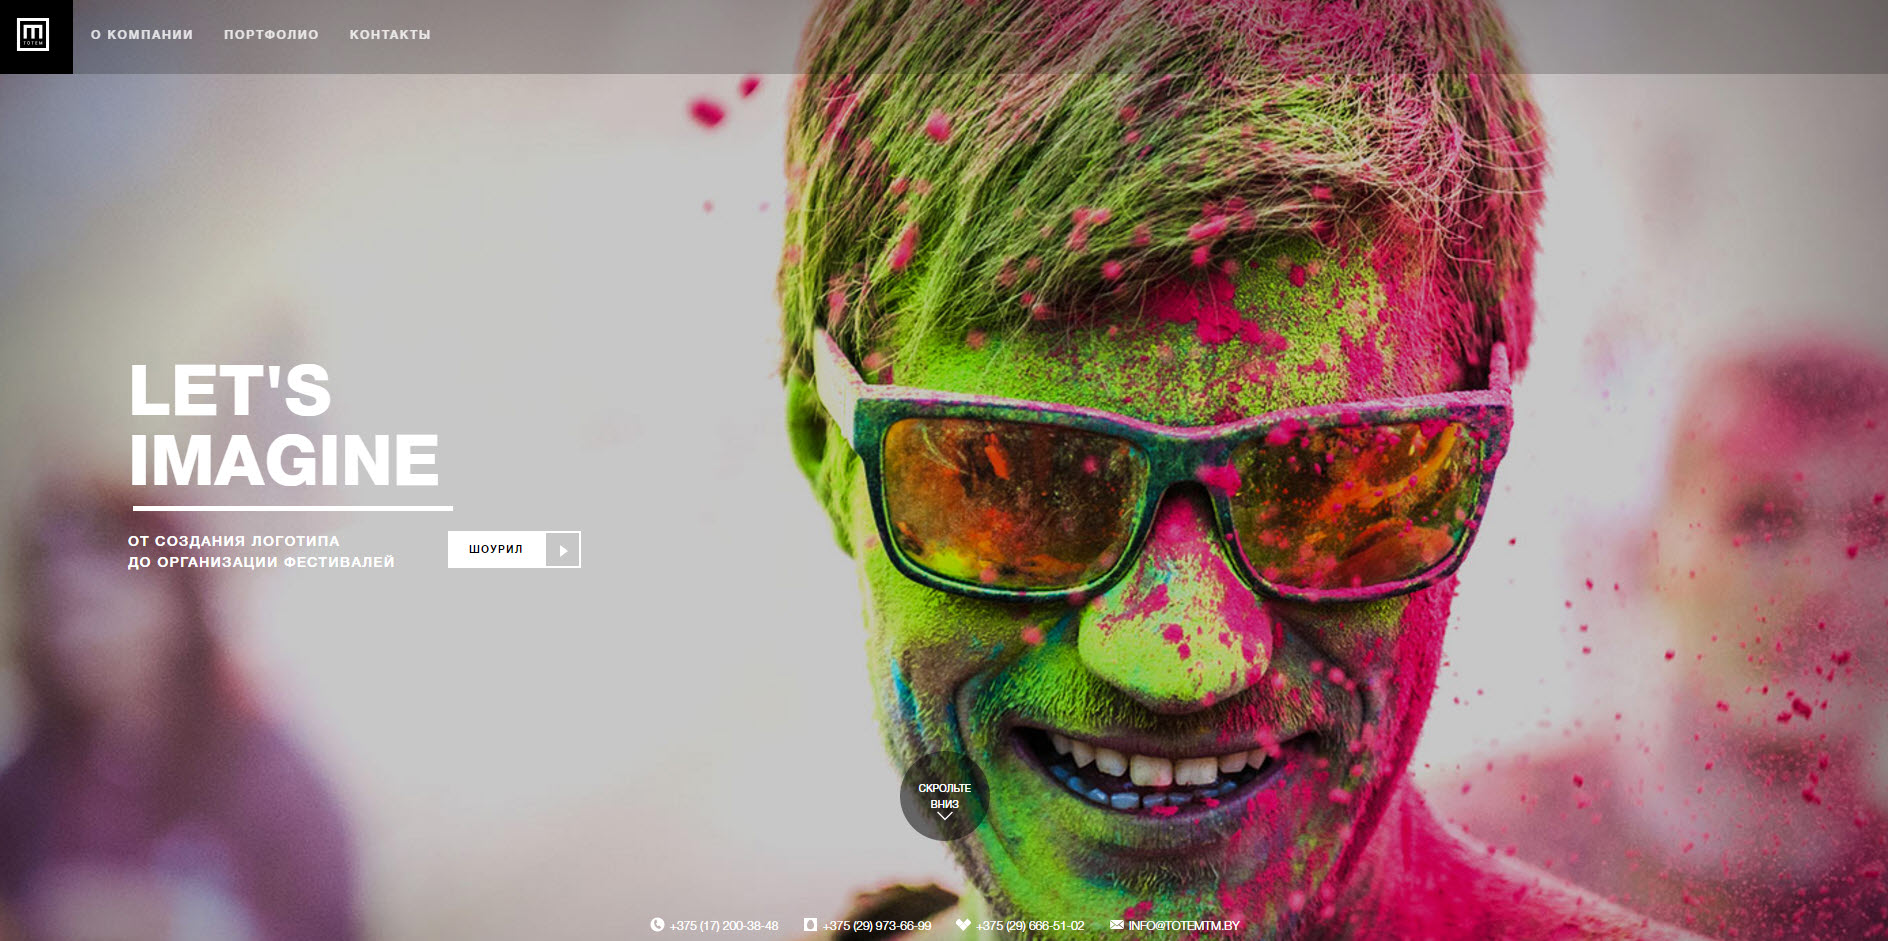 TOTEM
О КОМПАНИИ ПОРТФОЛИО КОНТАКТЫ
LET'S
IMAGINE
ОТ СОЗДАНИЯ ЛОГОТИПА
ДО ОРГАНИЗАЦИИ ФЕСТИВАЛЕЙ
ШОУРИЛ
СКРОЛЬТЕ
ВНИЗ
+375 (17) 200-38-48 +375 (29) 973-66-99 +375 (29) 666-51-02 INFO@TOTEMTM.BY